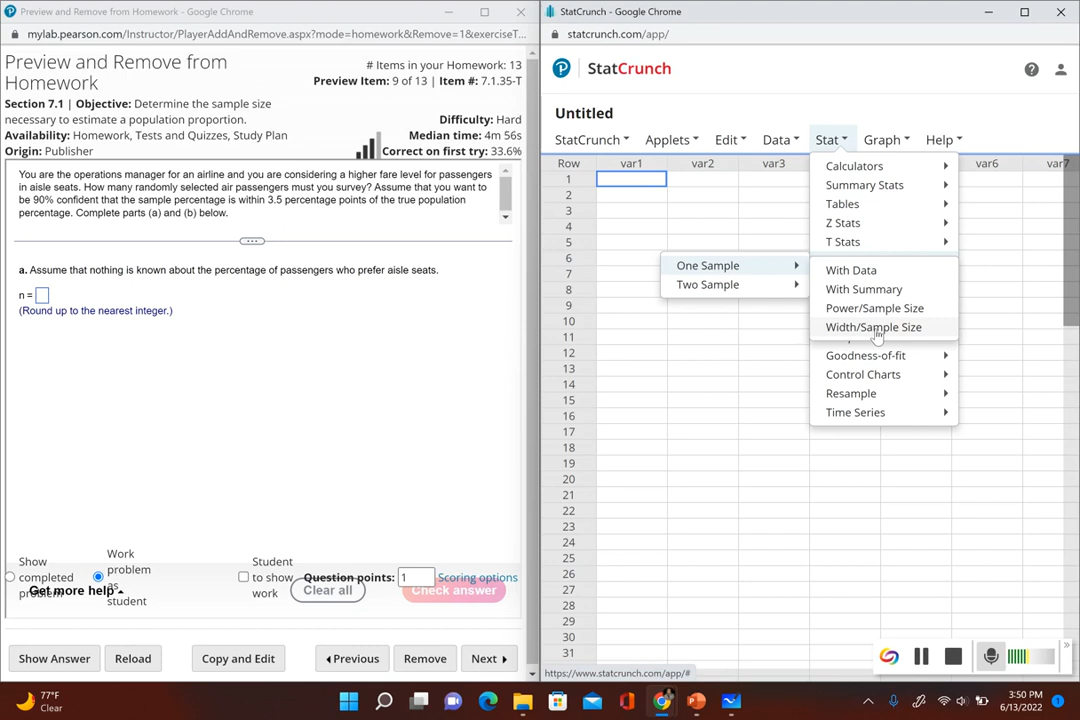 Preview and Remove from Homework - Google Chrome
mylab.pearson.com/Instructor/PlayerAddAndRemove.aspx?mode=homework&Remove=1&exerciseT...
Preview and Remove from
Homework
# Items in your Homework: 13
Preview Item: 9 of 13 | Item #: 7.1.35-T
Section 7.1 | Objective: Determine the sample size
necessary to estimate a population proportion.
Availability: Homework, Tests and Quizzes, Study Plan
Origin: Publisher
Difficulty: Hard
Median time: 4m 56s
Correct on first try: 33.6%
You are the operations manager for an airline and you are considering a higher fare level for passengers
in aisle seats. How many randomly selected air passengers must you survey? Assume that you want to
be 90% confident that the sample percentage is within 3.5 percentage points of the true population
percentage. Complete parts (a) and (b) below.
a. Assume that nothing is known about the percentage of passengers who prefer aisle seats.
n =
(Round up to the nearest integer.)
Show
completed
problem
Work
problem
as
student
Student
to show
work
Get more help
Question points: 1
Scoring options
Clear all
Check answer
Show Answer
Reload
Copy and Edit
Previous
Remove
Next
StatCrunch - Google Chrome
statcrunch.com/app/
StatCrunch
Untitled
StatCrunch
Applets
Edit
Data
Stat
Graph
Help
Row var1 var2 var3 var6 var7
1
2
3
4
5
6
7
8
9
10
11
12
13
14
15
16
17
18
19
20
21
22
23
24
25
26
27
28
29
30
31
Calculators
Summary Stats
Tables
Z Stats
T Stats
One Sample
Two Sample
With Data
With Summary
Power/Sample Size
Width/Sample Size
Goodness-of-fit
Control Charts
Resample
Time Series
https://www.statcrunch.com/app/#
77°F
Clear
3:50 PM
6/13/2022